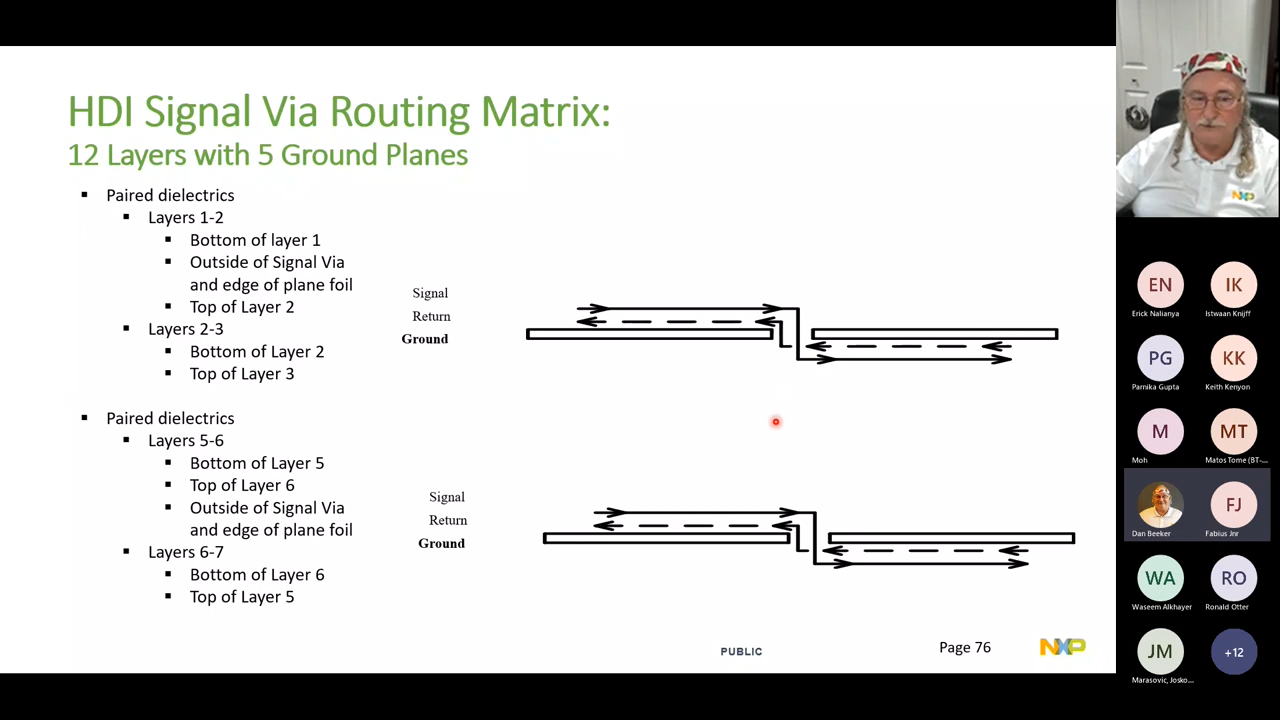 HDI Signal Via Routing Matrix:
12 Layers with 5 Ground Planes
Paired dielectrics
Layers 1-2
Bottom of layer 1
Outside of Signal Via
and edge of plane foil
Top of Layer 2
Layers 2-3
Bottom of Layer 2
Top of Layer 3
Paired dielectrics
Layers 5-6
Bottom of Layer 5
Top of Layer 6
Outside of Signal Via
and edge of plane foil
Layers 6-7
Bottom of Layer 6
Top of Layer 5
Signal
Return
Ground
Signal
Return
Ground
PUBLIC
Page 76
NXP
NXP
EN
Erick Nalianya
IK
Istwaan Knijff
PG
Parnika Gupta
KK
Keith Kenyon
M
Moh
MT
Matos Tome (BT-...
Dan Beeker
FJ
Fabius Jnr
WA
Waseem Alkhayer
RO
Ronald Otter
JM
Marasovic, Josko...
+12